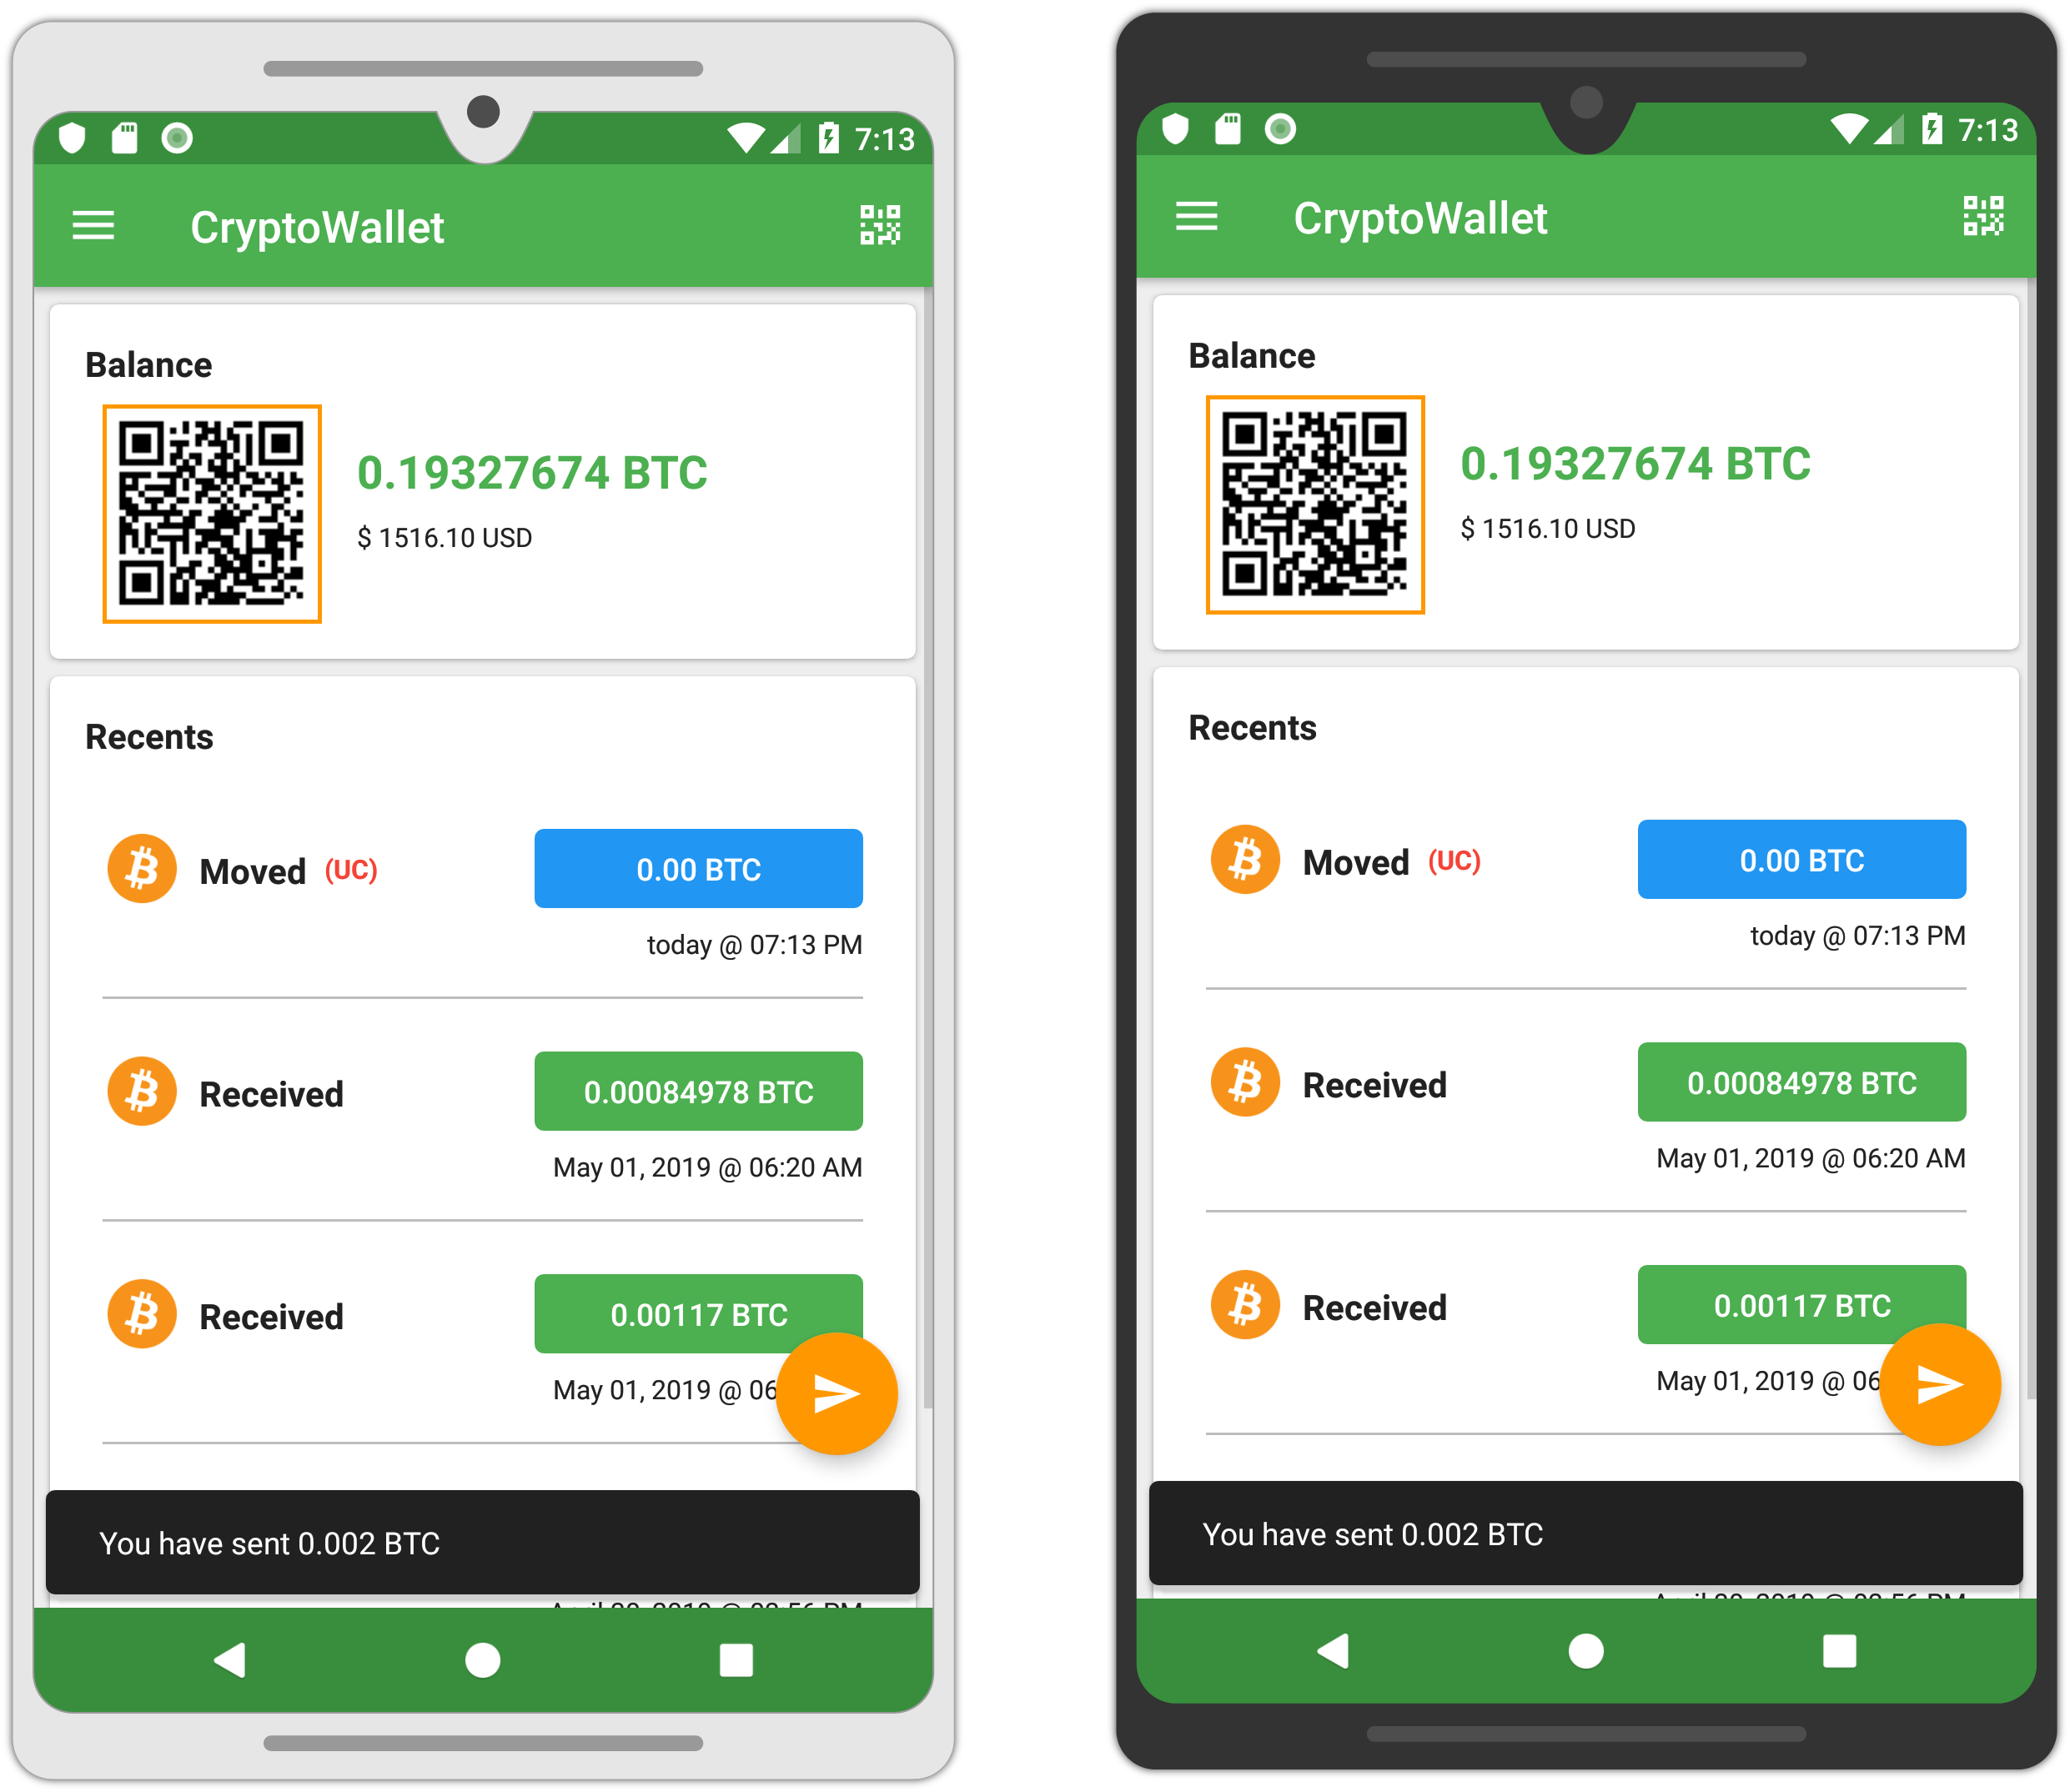 7:13
CryptoWallet
Balance
0.19327674 BTC
$ 1516.10 USD
Recents
Moved (UC) 0.00 BTC
today @ 07:13 PM
Received 0.00084978 BTC
May 01, 2019 @ 06:20 AM
Received 0.00117 BTC
May 01, 2019 @ 06
You have sent 0.002 BTC
7:13
CryptoWallet
Balance
0.19327674 BTC
$ 1516.10 USD
Recents
Moved (UC) 0.00 BTC
today @ 07:13 PM
Received 0.00084978 BTC
May 01, 2019 @ 06:20 AM
Received 0.00117 BTC
May 01, 2019 @ 06
You have sent 0.002 BTC